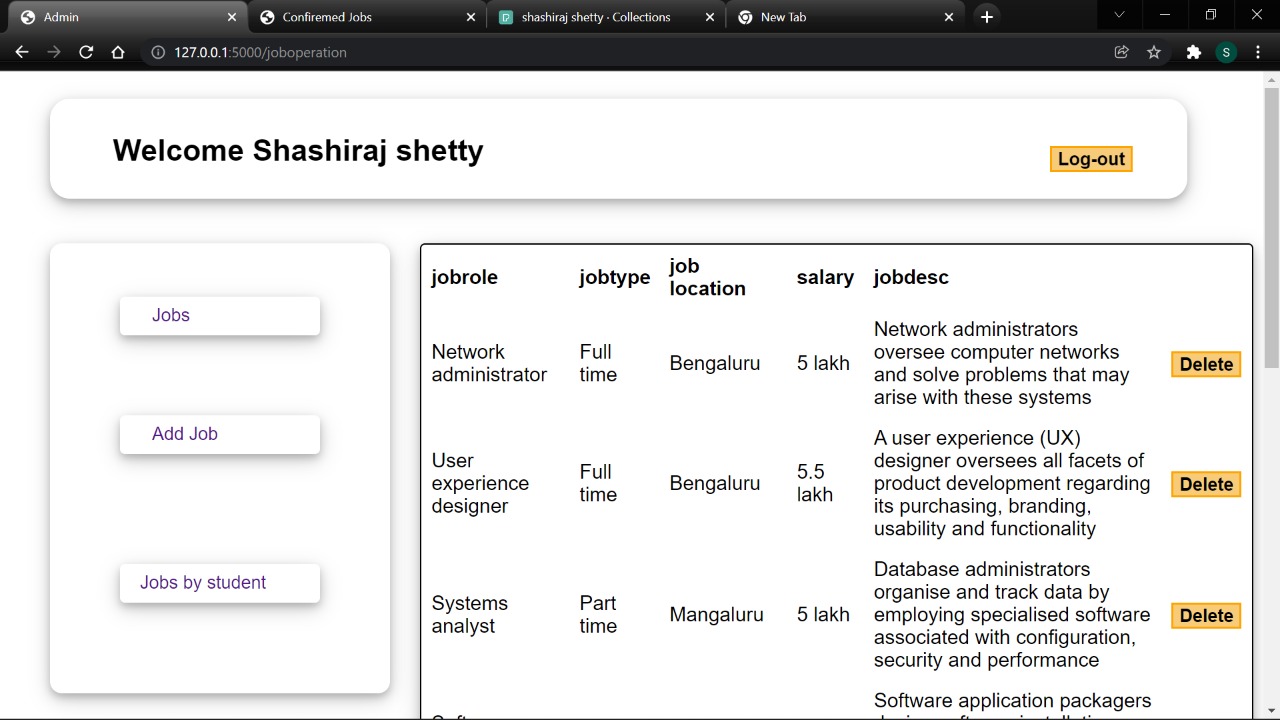 Admin
Confiremed Jobs
shashiraj shetty · Collections
New Tab
127.0.0.1:5000/joboperation
S
Welcome Shashiraj shetty
Log-out
Jobs
Add Job
Jobs by student
jobrole
jobtype
job
location
salary
jobdesc
Network
administrator
Full
time
Bengaluru
5 lakh
Network administrators
oversee computer networks
and solve problems that may
arise with these systems
Delete
User
experience
designer
Full
time
Bengaluru
5.5
lakh
A user experience (UX)
designer oversees all facets of
product development regarding
its purchasing, branding,
usability and functionality
Delete
Systems
analyst
Part
time
Mangaluru
5 lakh
Database administrators
organise and track data by
employing specialised software
associated with configuration,
security and performance
Delete
Software application packagers